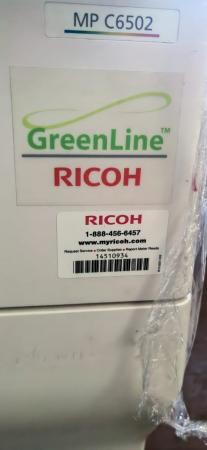 MP C6502
GreenLine™
RICOH
RICOH
1-888-456-6457
www.myricoh.com
Request Service • Order Supplies • Report Meter Reads
14510934